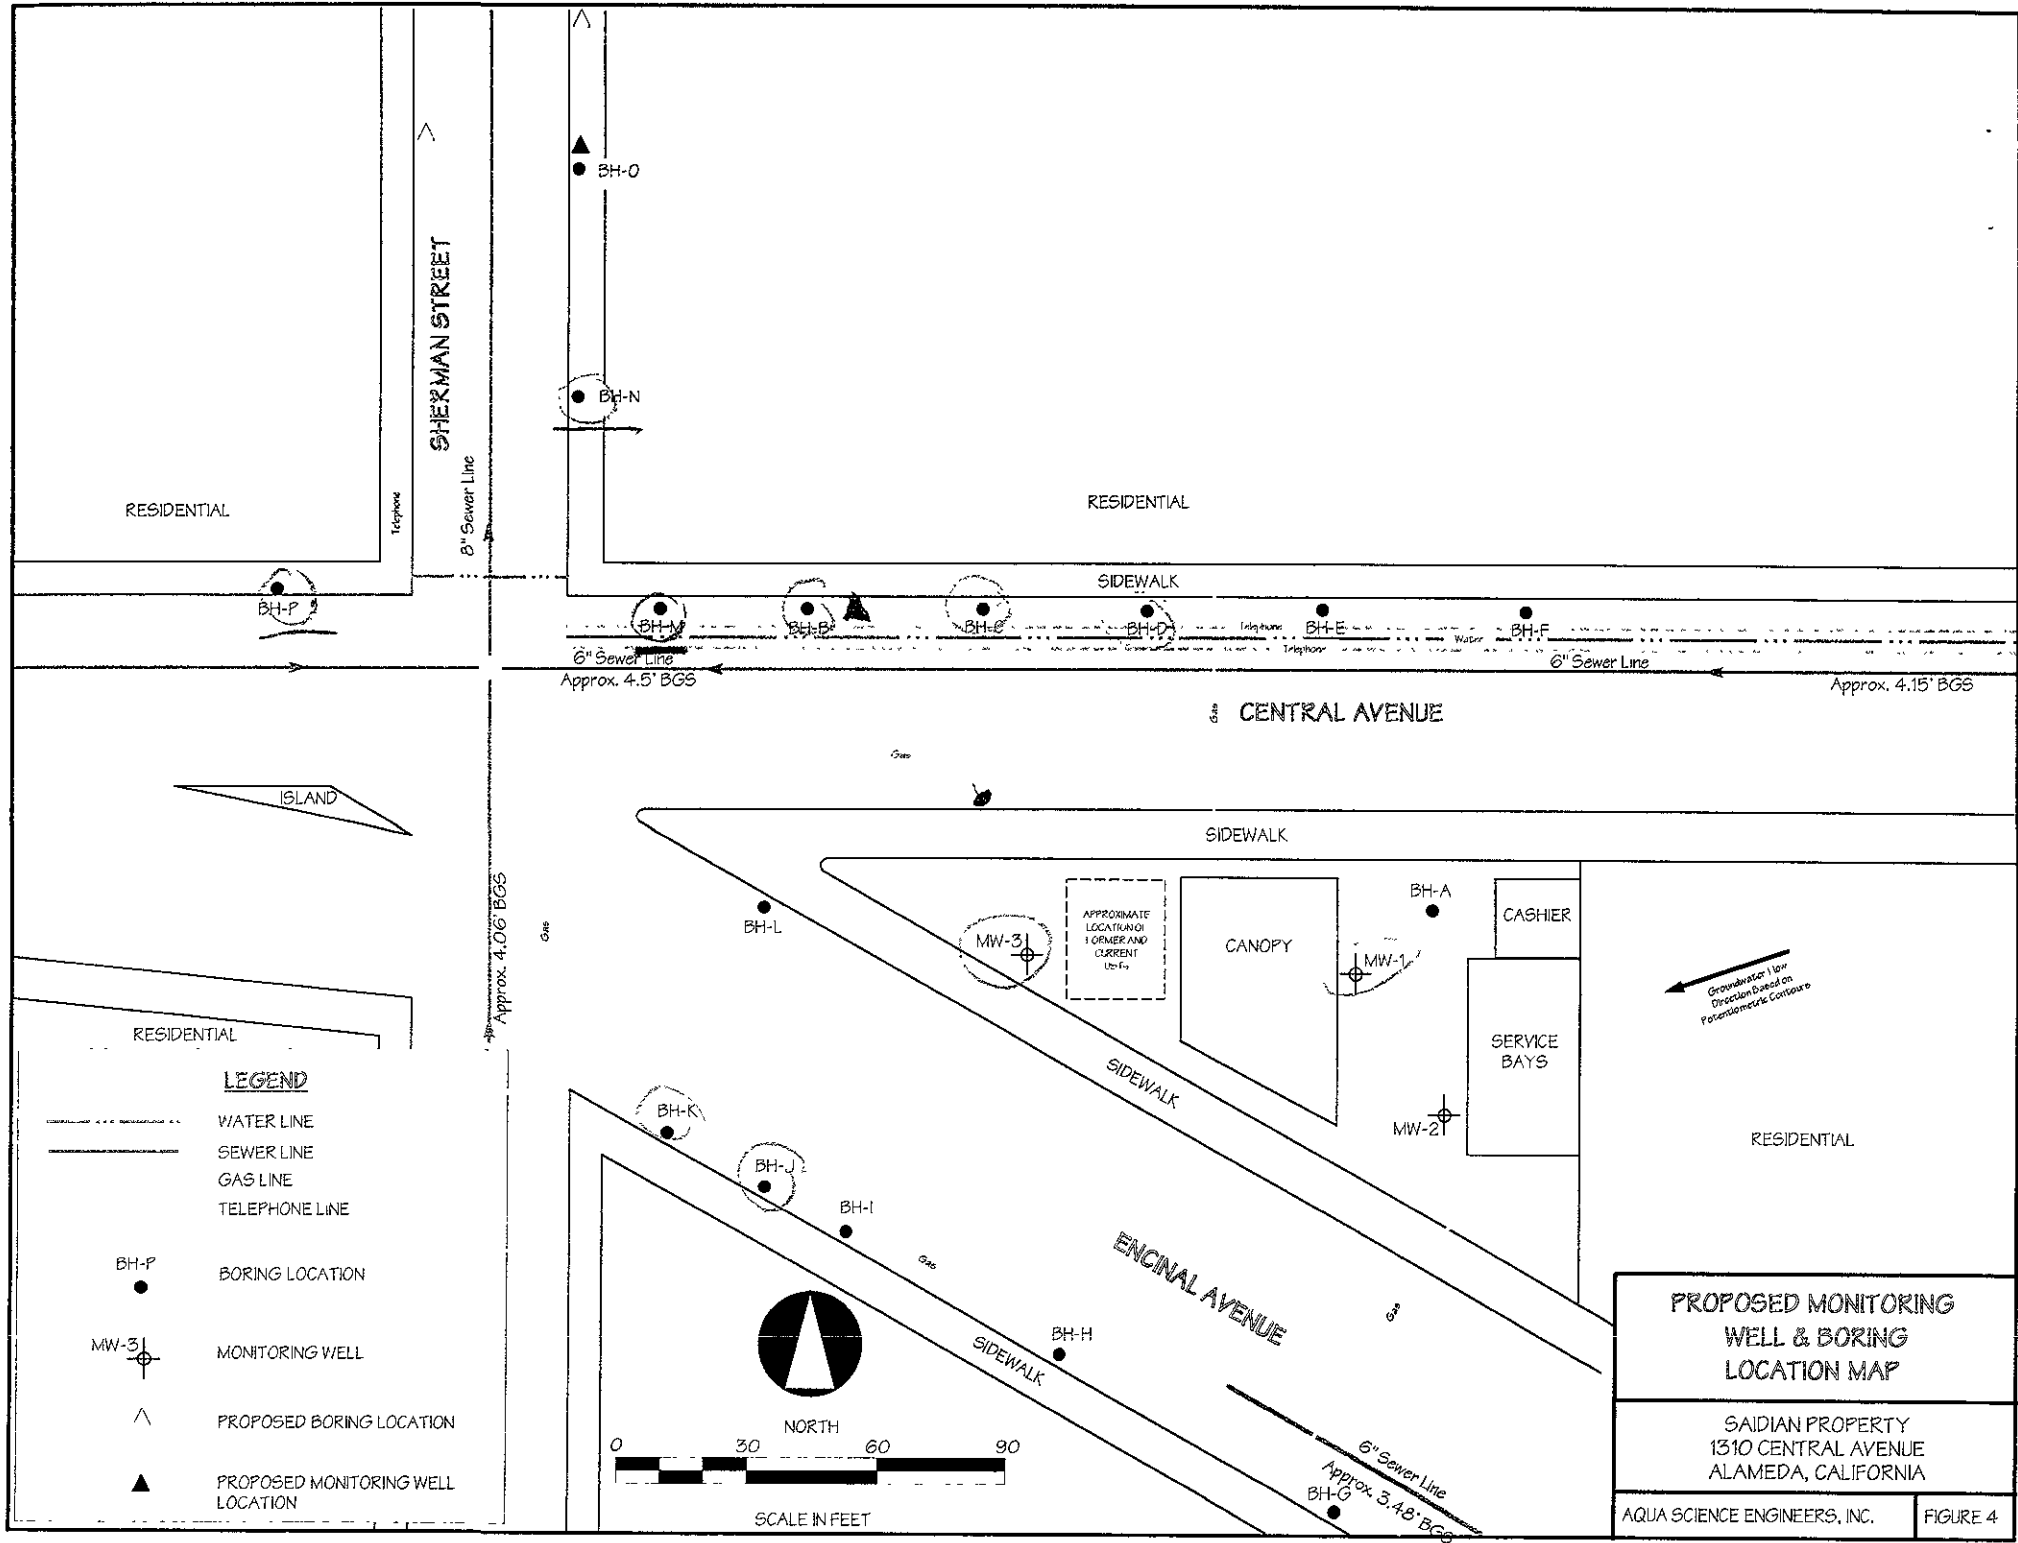 BH-O
SHERMAN STREET
BH-N
8" Sewer Line
Telephone
RESIDENTIAL
RESIDENTIAL
SIDEWALK
BH-P
BH-M
BH-B
BH-C
BH-D
Telephone
BH-E
Water
BH-F
Telephone
6" Sewer Line
Approx. 4.5' BGS
6" Sewer Line
Approx. 4.15' BGS
Gas
CENTRAL AVENUE
Gas
ISLAND
SIDEWALK
Approx. 4.06' BGS
Gas
BH-L
MW-3
APPROXIMATE
LOCATION OF
FORMER AND
CURRENT
CANOPY
BH-A
CASHIER
MW-1
Groundwater Flow
Direction Based on
Potentiometric Contours
SERVICE
BAYS
MW-2
RESIDENTIAL
SIDEWALK
RESIDENTIAL
LEGEND
WATER LINE
SEWER LINE
GAS LINE
TELEPHONE LINE
BH-P
BORING LOCATION
MW-3
MONITORING WELL
PROPOSED BORING LOCATION
PROPOSED MONITORING WELL
LOCATION
BH-K
BH-J
BH-I
Gas
ENCINAL AVENUE
Gas
BH-H
SIDEWALK
NORTH
0 30 60 90
SCALE IN FEET
6" Sewer Line
Approx. 3.48' BGS
BH-G
PROPOSED MONITORING
WELL & BORING
LOCATION MAP
SAIDIAN PROPERTY
1310 CENTRAL AVENUE
ALAMEDA, CALIFORNIA
AQUA SCIENCE ENGINEERS, INC.
FIGURE 4